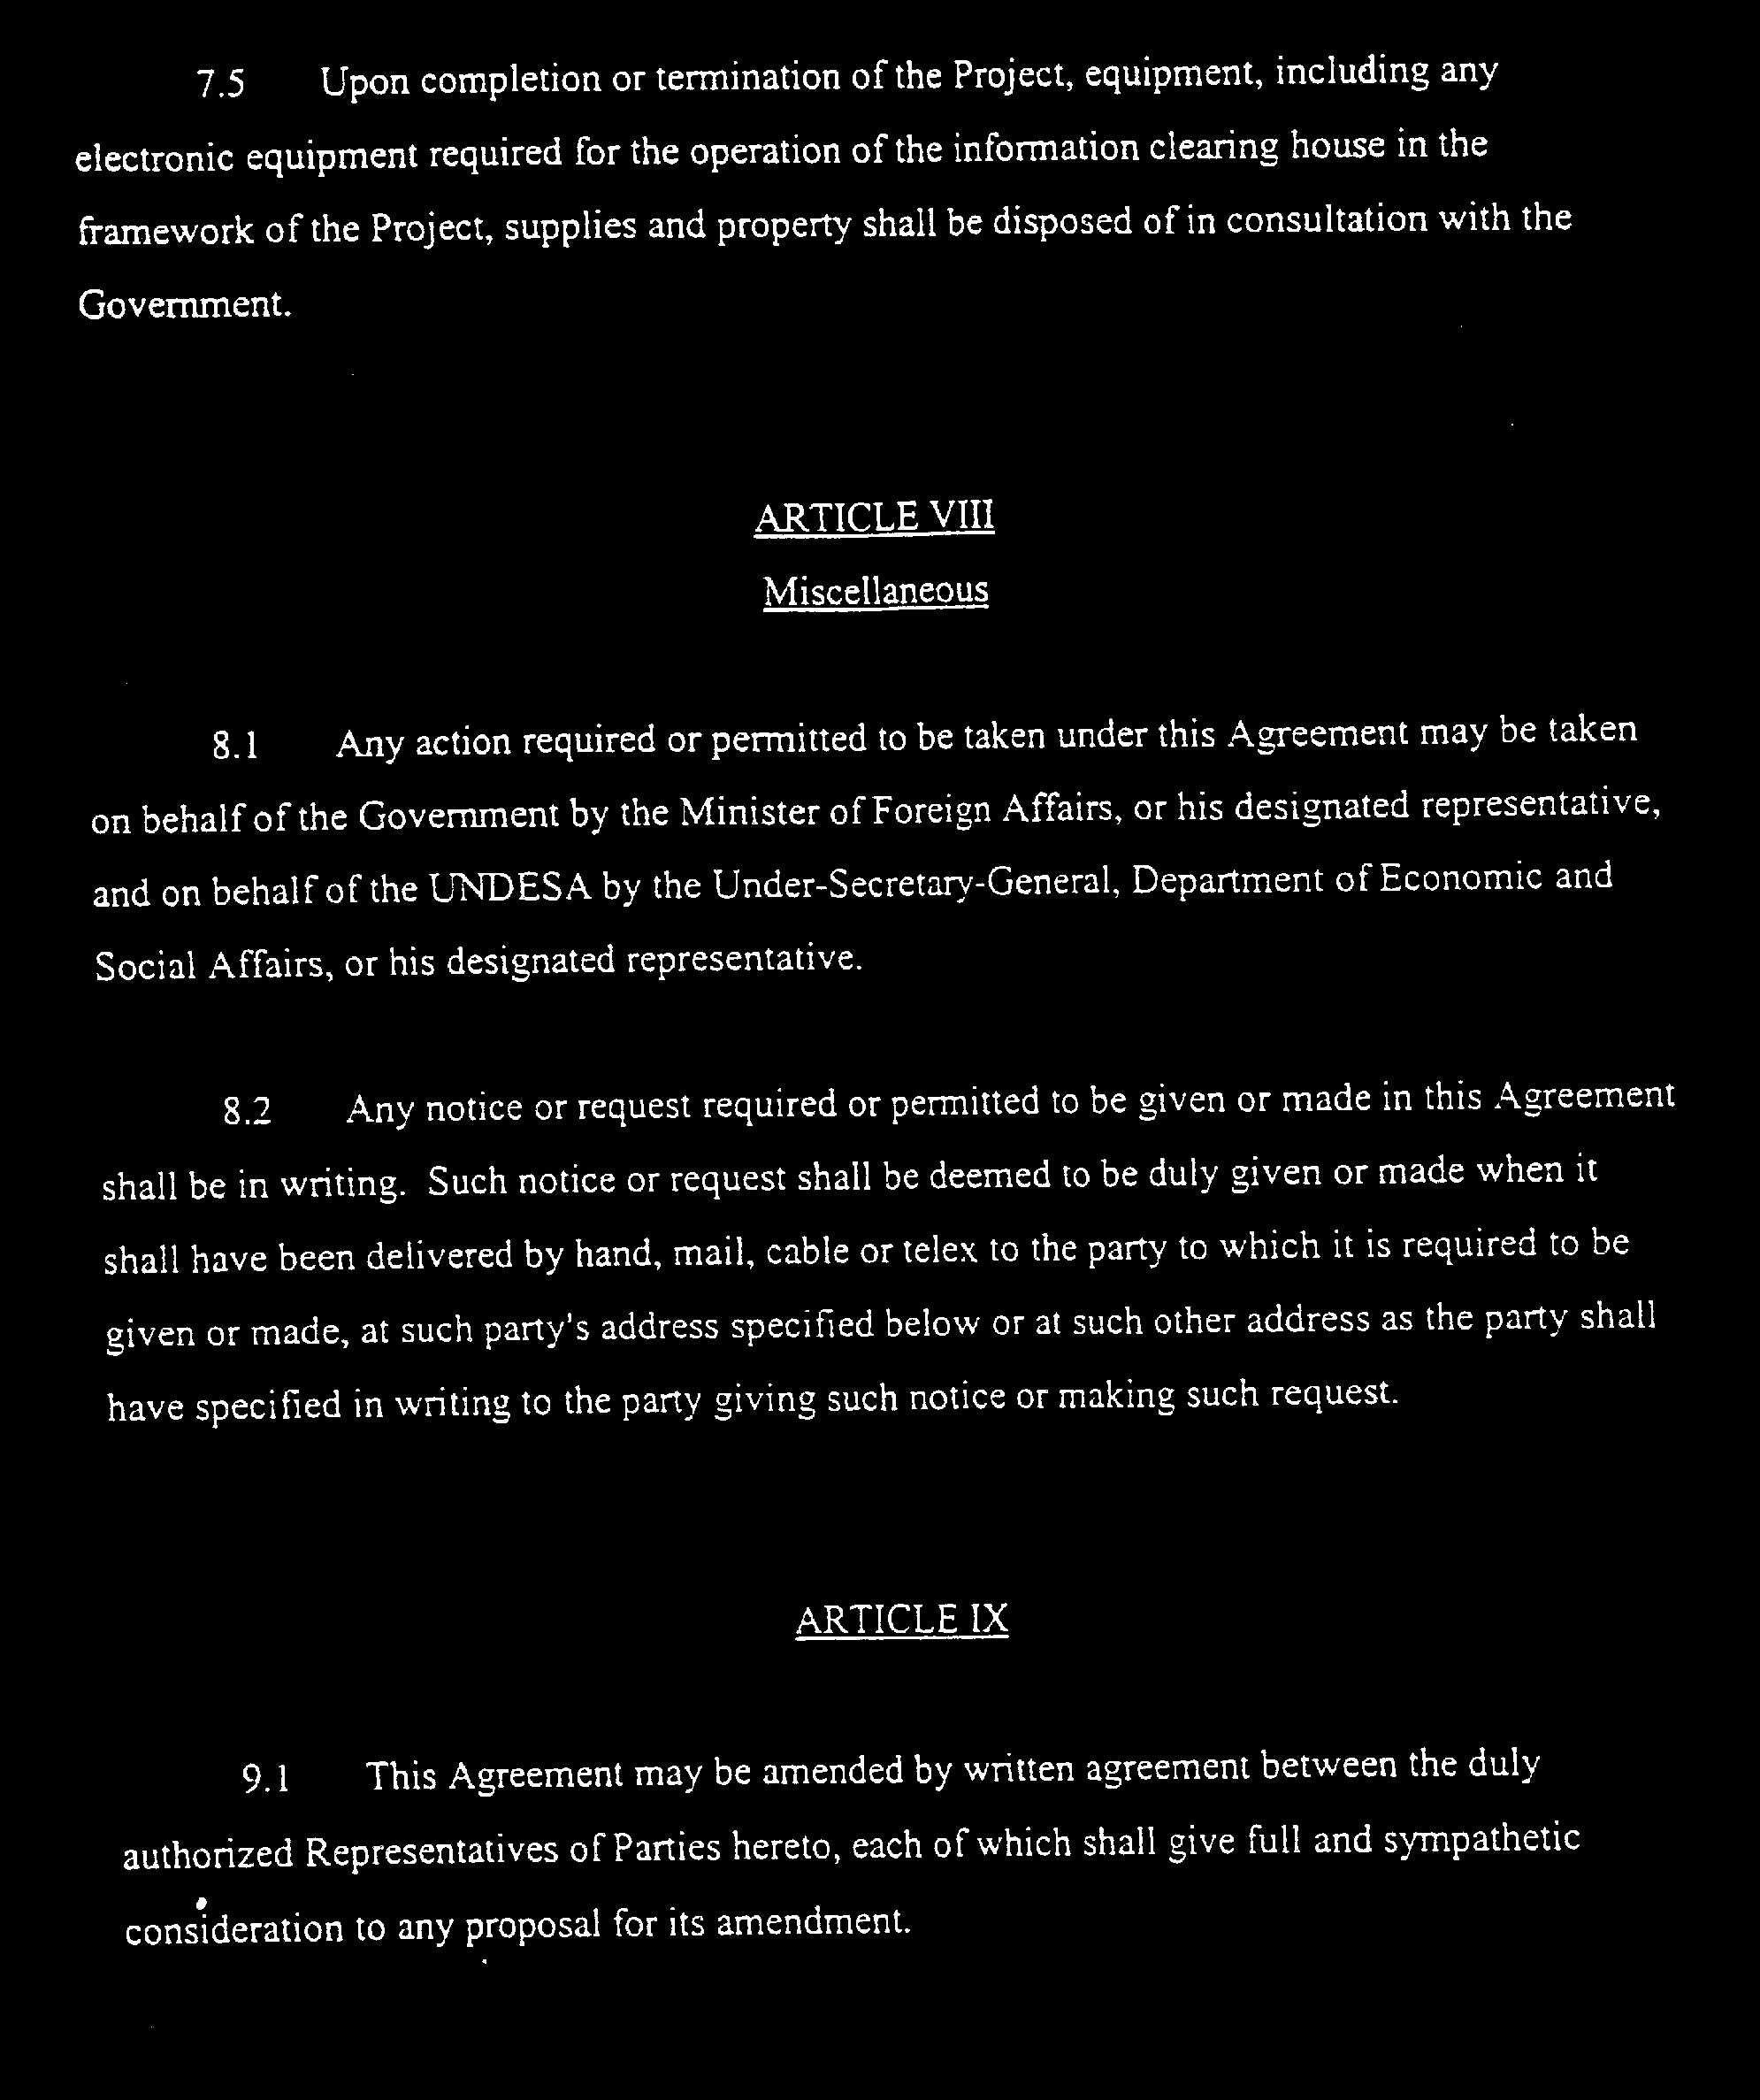 7.5 Upon completion or termination of the Project, equipment, including any
electronic equipment required for the operation of the information clearing house in the
framework of the Project, supplies and property shall be disposed of in consultation with the
Government.
ARTICLE VIII
Miscellaneous
8.1 Any action required or permitted to be taken under this Agreement may be taken
on behalf of the Government by the Minister of Foreign Affairs, or his designated representative,
and on behalf of the UNDESA by the Under-Secretary-General, Department of Economic and
Social Affairs, or his designated representative.
8.2 Any notice or request required or permitted to be given or made in this Agreement
shall be in writing. Such notice or request shall be deemed to be duly given or made when it
shall have been delivered by hand, mail, cable or telex to the party to which it is required to be
given or made, at such party's address specified below or at such other address as the party shall
have specified in writing to the party giving such notice or making such request.
ARTICLE IX
9.1 This Agreement may be amended by written agreement between the duly
authorized Representatives of Parties hereto, each of which shall give full and sympathetic
consideration to any proposal for its amendment.